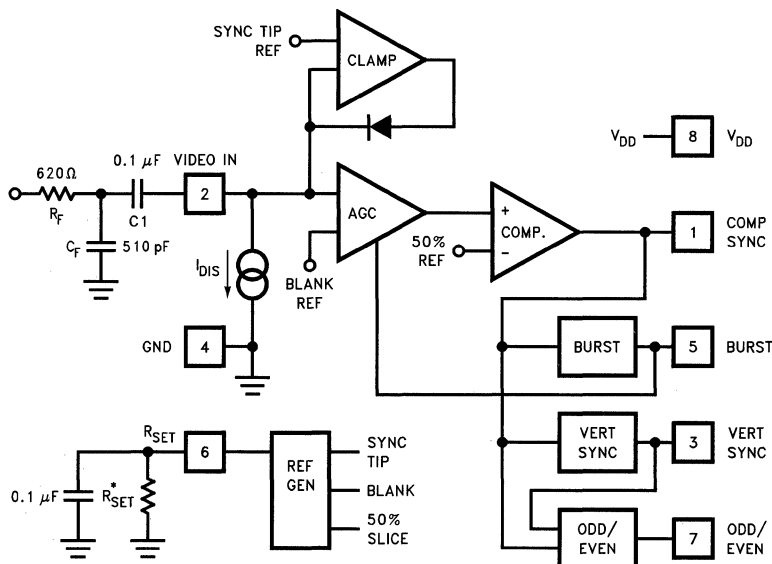 SYNC TIP
REF
CLAMP
V_DD
8
V_DD
620Ω
R_F
0.1 µF
C1
VIDEO IN
2
C_F
510 pF
AGC
+
COMP.
−
50%
REF
1
COMP
SYNC
I_DIS
BLANK
REF
GND
4
BURST
5
BURST
R_SET
6
REF
GEN
SYNC
TIP
BLANK
50%
SLICE
0.1 µF
R*_SET
VERT
SYNC
3
VERT
SYNC
ODD/
EVEN
7
ODD/
EVEN